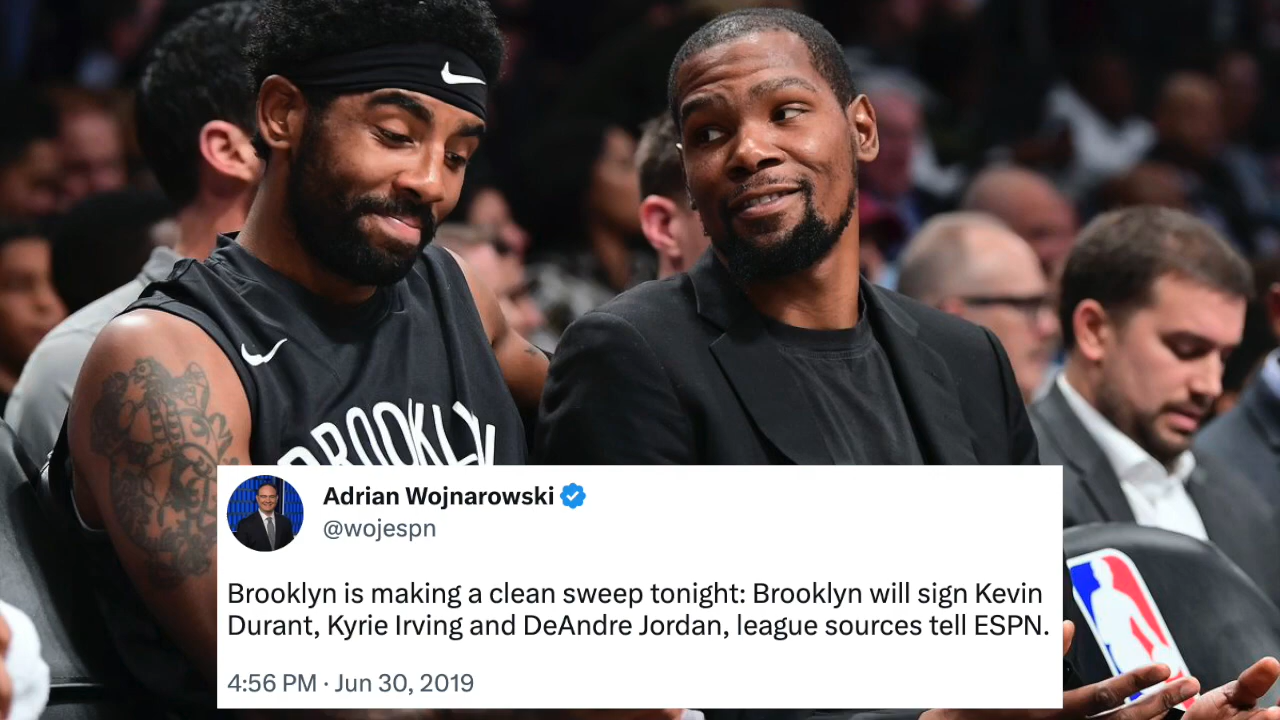 BROOKLYN
Adrian Wojnarowski
@wojespn
Brooklyn is making a clean sweep tonight: Brooklyn will sign Kevin
Durant, Kyrie Irving and DeAndre Jordan, league sources tell ESPN.
4:56 PM · Jun 30, 2019